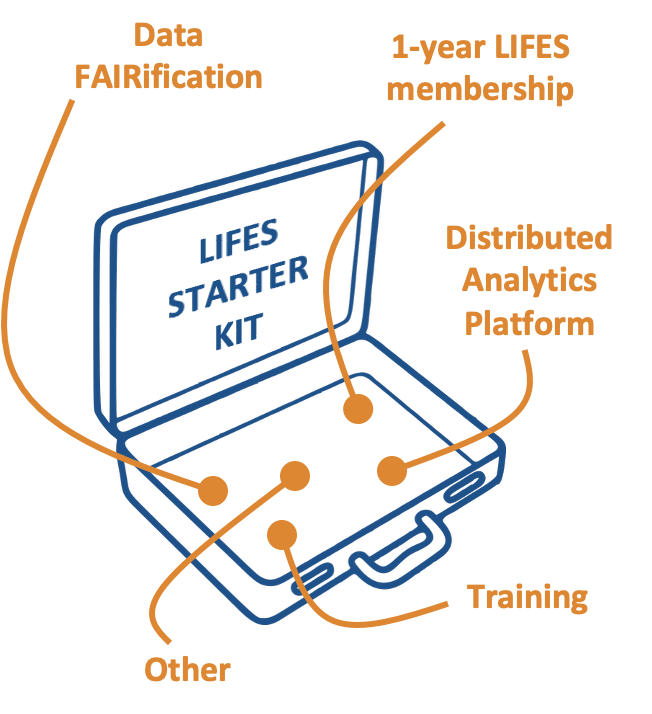 Data
FAIRification
1-year LIFES
membership
LIFES
STARTER
KIT
Distributed
Analytics
Platform
Training
Other